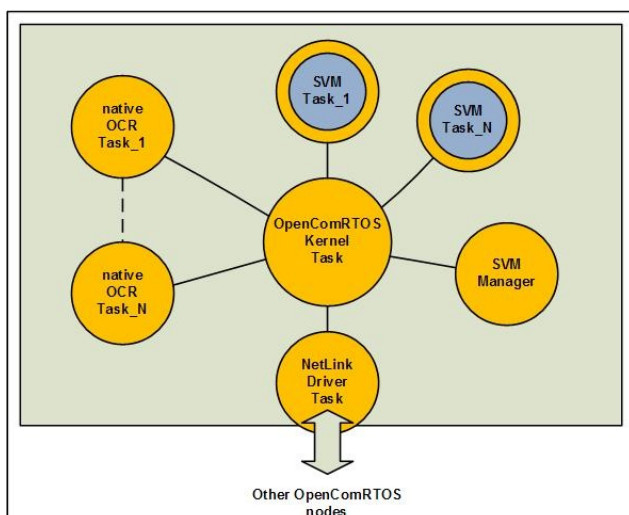 SVM
Task_1
SVM
Task_N
native
OCR
Task_1
OpenComRTOS
Kernel
Task
native
OCR
Task_N
SVM
Manager
NetLink
Driver
Task
Other OpenComRTOS
nodes